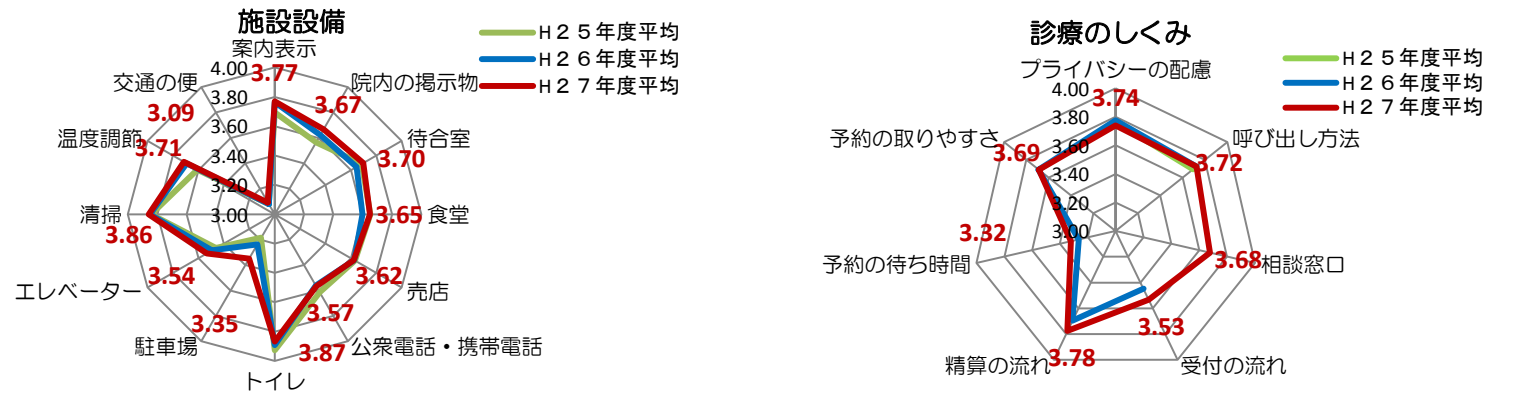 施設設備
H25年度平均
H26年度平均
H27年度平均
案内表示
3.77
院内の掲示物
3.67
待合室
3.70
食堂
3.65
売店
3.62
公衆電話・携帯電話
3.57
トイレ
3.87
駐車場
3.35
エレベーター
3.54
清掃
3.86
温度調節
3.71
交通の便
3.09
4.00
3.80
3.60
3.40
3.20
3.00
診療のしくみ
H25年度平均
H26年度平均
H27年度平均
プライバシーの配慮
3.74
呼び出し方法
3.72
相談窓口
3.68
受付の流れ
3.53
精算の流れ
3.78
予約の待ち時間
3.32
予約の取りやすさ
3.69
4.00
3.80
3.60
3.40
3.20
3.00